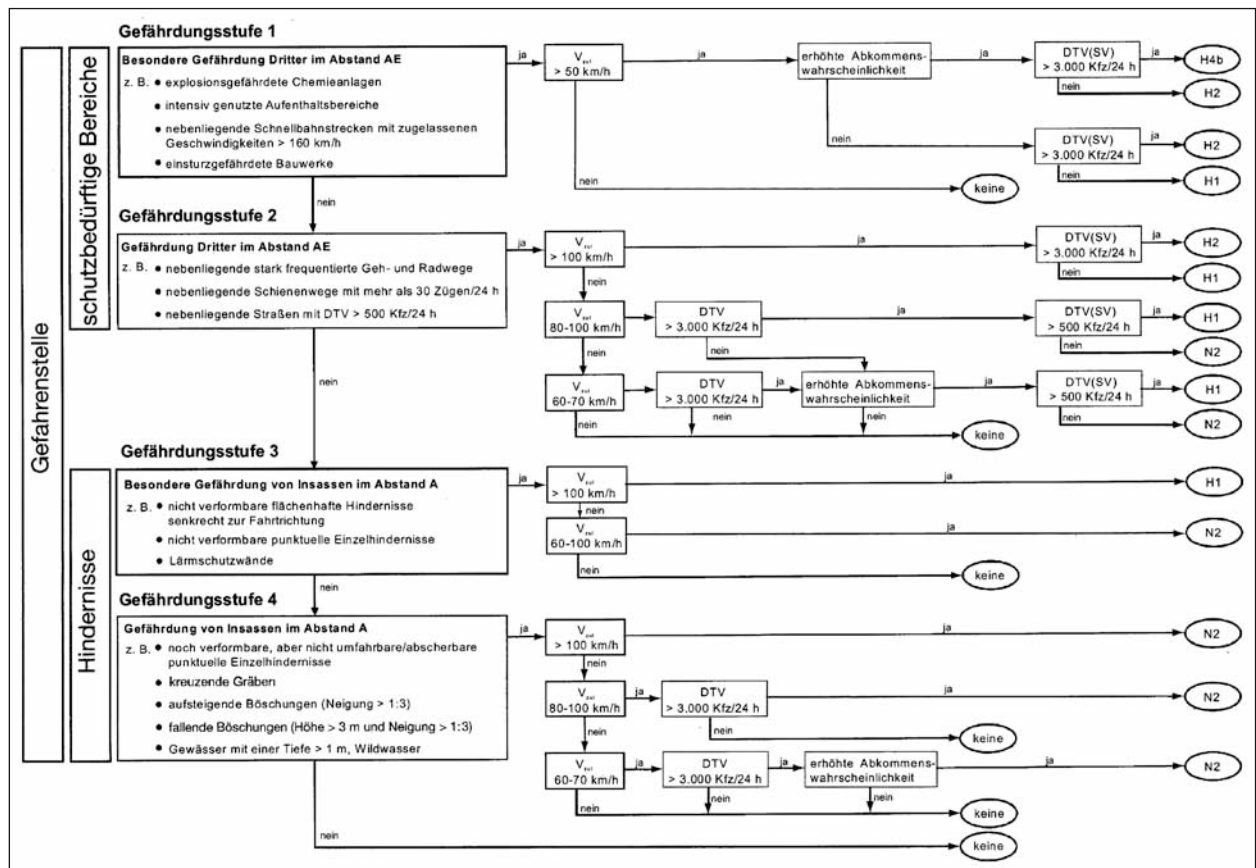 Gefahrenstelle
schutzbedürftige Bereiche
Hindernisse
Gefährdungsstufe 1
Besondere Gefährdung Dritter im Abstand AE
z. B. • explosionsgefährdete Chemieanlagen
• intensiv genutzte Aufenthaltsbereiche
• nebenliegende Schnellbahnstrecken mit zugelassenen
Geschwindigkeiten > 160 km/h
• einsturzgefährdete Bauwerke
ja
nein
V zul
> 50 km/h
ja
nein
erhöhte Abkommens-
wahrscheinlichkeit
ja
nein
DTV(SV)
> 3.000 Kfz/24 h
ja
nein
H4b
H2
DTV(SV)
> 3.000 Kfz/24 h
ja
nein
H2
H1
keine
Gefährdungsstufe 2
Gefährdung Dritter im Abstand AE
z. B. • nebenliegende stark frequentierte Geh- und Radwege
• nebenliegende Schienenwege mit mehr als 30 Zügen/24 h
• nebenliegende Straßen mit DTV > 500 Kfz/24 h
ja
nein
V zul
> 100 km/h
ja
nein
DTV(SV)
> 3.000 Kfz/24 h
ja
nein
H2
H1
V zul
80-100 km/h
nein
DTV
> 3.000 Kfz/24 h
ja
nein
DTV(SV)
> 500 Kfz/24 h
ja
nein
H1
N2
V zul
60-70 km/h
ja
nein
DTV
> 3.000 Kfz/24 h
ja
nein
erhöhte Abkommens-
wahrscheinlichkeit
ja
nein
DTV(SV)
> 500 Kfz/24 h
ja
nein
H1
N2
keine
Gefährdungsstufe 3
Besondere Gefährdung von Insassen im Abstand A
z. B. • nicht verformbare flächenhafte Hindernisse
senkrecht zur Fahrtrichtung
• nicht verformbare punktuelle Einzelhindernisse
• Lärmschutzwände
ja
nein
V zul
> 100 km/h
ja
nein
H1
V zul
60-100 km/h
ja
nein
N2
keine
Gefährdungsstufe 4
Gefährdung von Insassen im Abstand A
z. B. • noch verformbare, aber nicht umfahrbare/abscherbare
punktuelle Einzelhindernisse
• kreuzende Gräben
• aufsteigende Böschungen (Neigung > 1:3)
• fallende Böschungen (Höhe > 3 m und Neigung > 1:3)
• Gewässer mit einer Tiefe > 1 m, Wildwasser
ja
nein
V zul
> 100 km/h
ja
nein
N2
V zul
80-100 km/h
ja
nein
DTV
> 3.000 Kfz/24 h
ja
nein
N2
keine
V zul
60-70 km/h
ja
nein
DTV
> 3.000 Kfz/24 h
ja
nein
erhöhte Abkommens-
wahrscheinlichkeit
ja
nein
N2
keine
keine